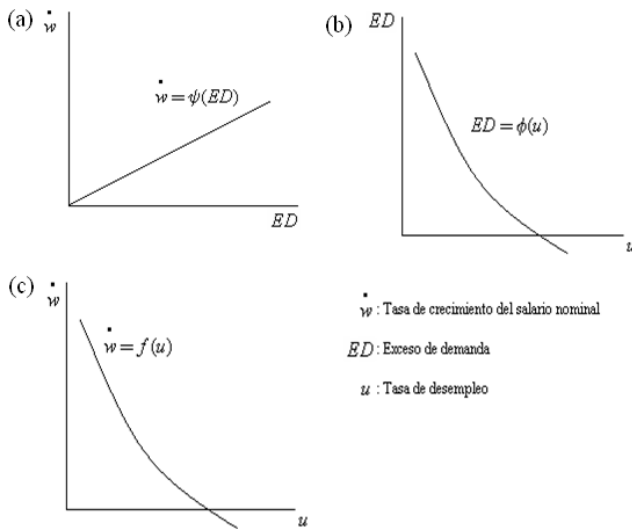 (a)
ẇ
ẇ = ψ(ED)
ED
(b)
ED
ED = ϕ(u)
u
(c)
ẇ
ẇ = f(u)
u
ẇ : Tasa de crecimiento del salario nominal
ED : Exceso de demanda
u : Tasa de desempleo